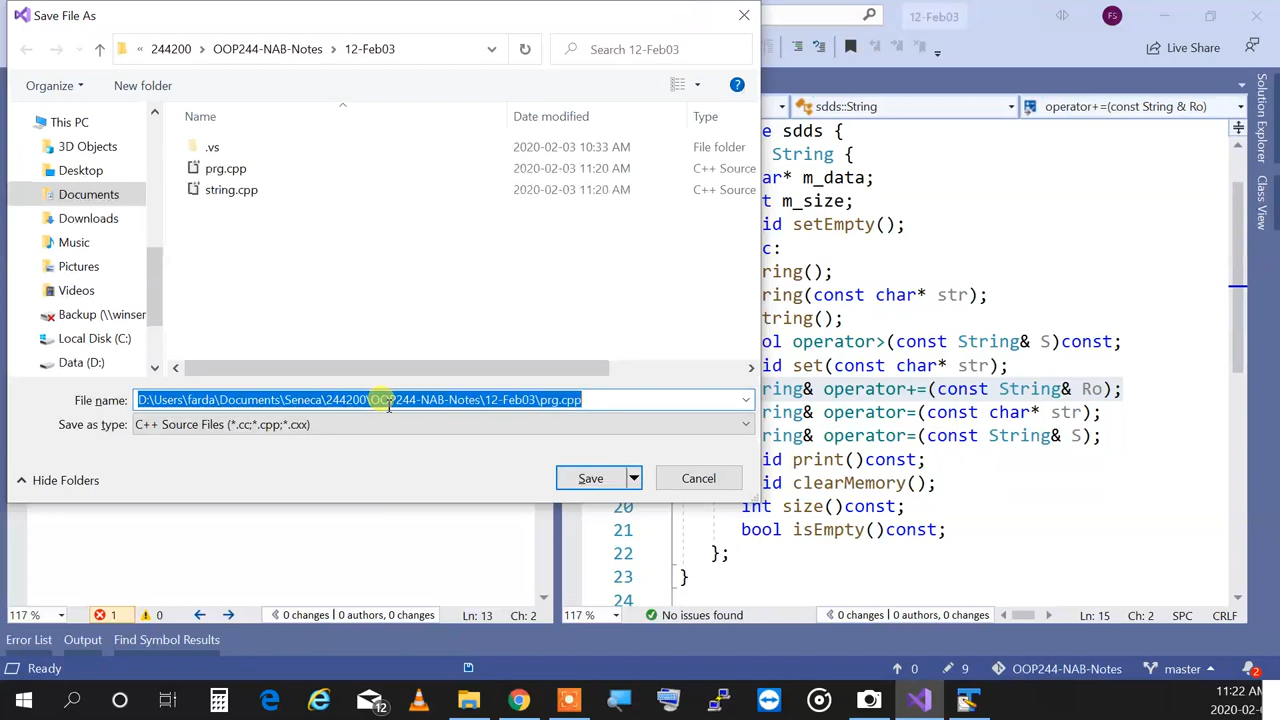 Save File As
244200 > OOP244-NAB-Notes > 12-Feb03
Search 12-Feb03
Organize
New folder
?
This PC
3D Objects
Desktop
Documents
Downloads
Music
Pictures
Videos
Backup (\\winser
Local Disk (C:)
Data (D:)
Name
Date modified
Type
.vs
2020-02-03 10:33 AM
File folder
prg.cpp
2020-02-03 11:20 AM
C++ Source
string.cpp
2020-02-03 11:20 AM
C++ Source
File name:
D:\Users\farda\Documents\Seneca\244200\OOP244-NAB-Notes\12-Feb03\prg.cpp
Save as type:
C++ Source Files (*.cc;*.cpp;*.cxx)
Hide Folders
Save
Cancel
12-Feb03
FS
Live Share
sdds::String
operator+=(const String & Ro)
e sdds {
String {
ar* m_data;
t m_size;
id setEmpty();
c:
ring();
ring(const char* str);
tring();
ol operator>(const String& S)const;
id set(const char* str);
ring& operator+=(const String& Ro);
ring& operator=(const char* str);
ring& operator=(const String& S);
id print()const;
id clearMemory();
20 int size()const;
21 bool isEmpty()const;
22 };
23 }
24
Solution Explorer
Class View
117 %
1
0
0 changes | 0 authors, 0 changes
Ln: 13
Ch: 2
117 %
No issues found
0 changes | 0 authors, 0 changes
Ln: 15
Ch: 2
SPC
CRLF
Error List
Output
Find Symbol Results
Ready
0
9
OOP244-NAB-Notes
master
2
12
11:22 AM